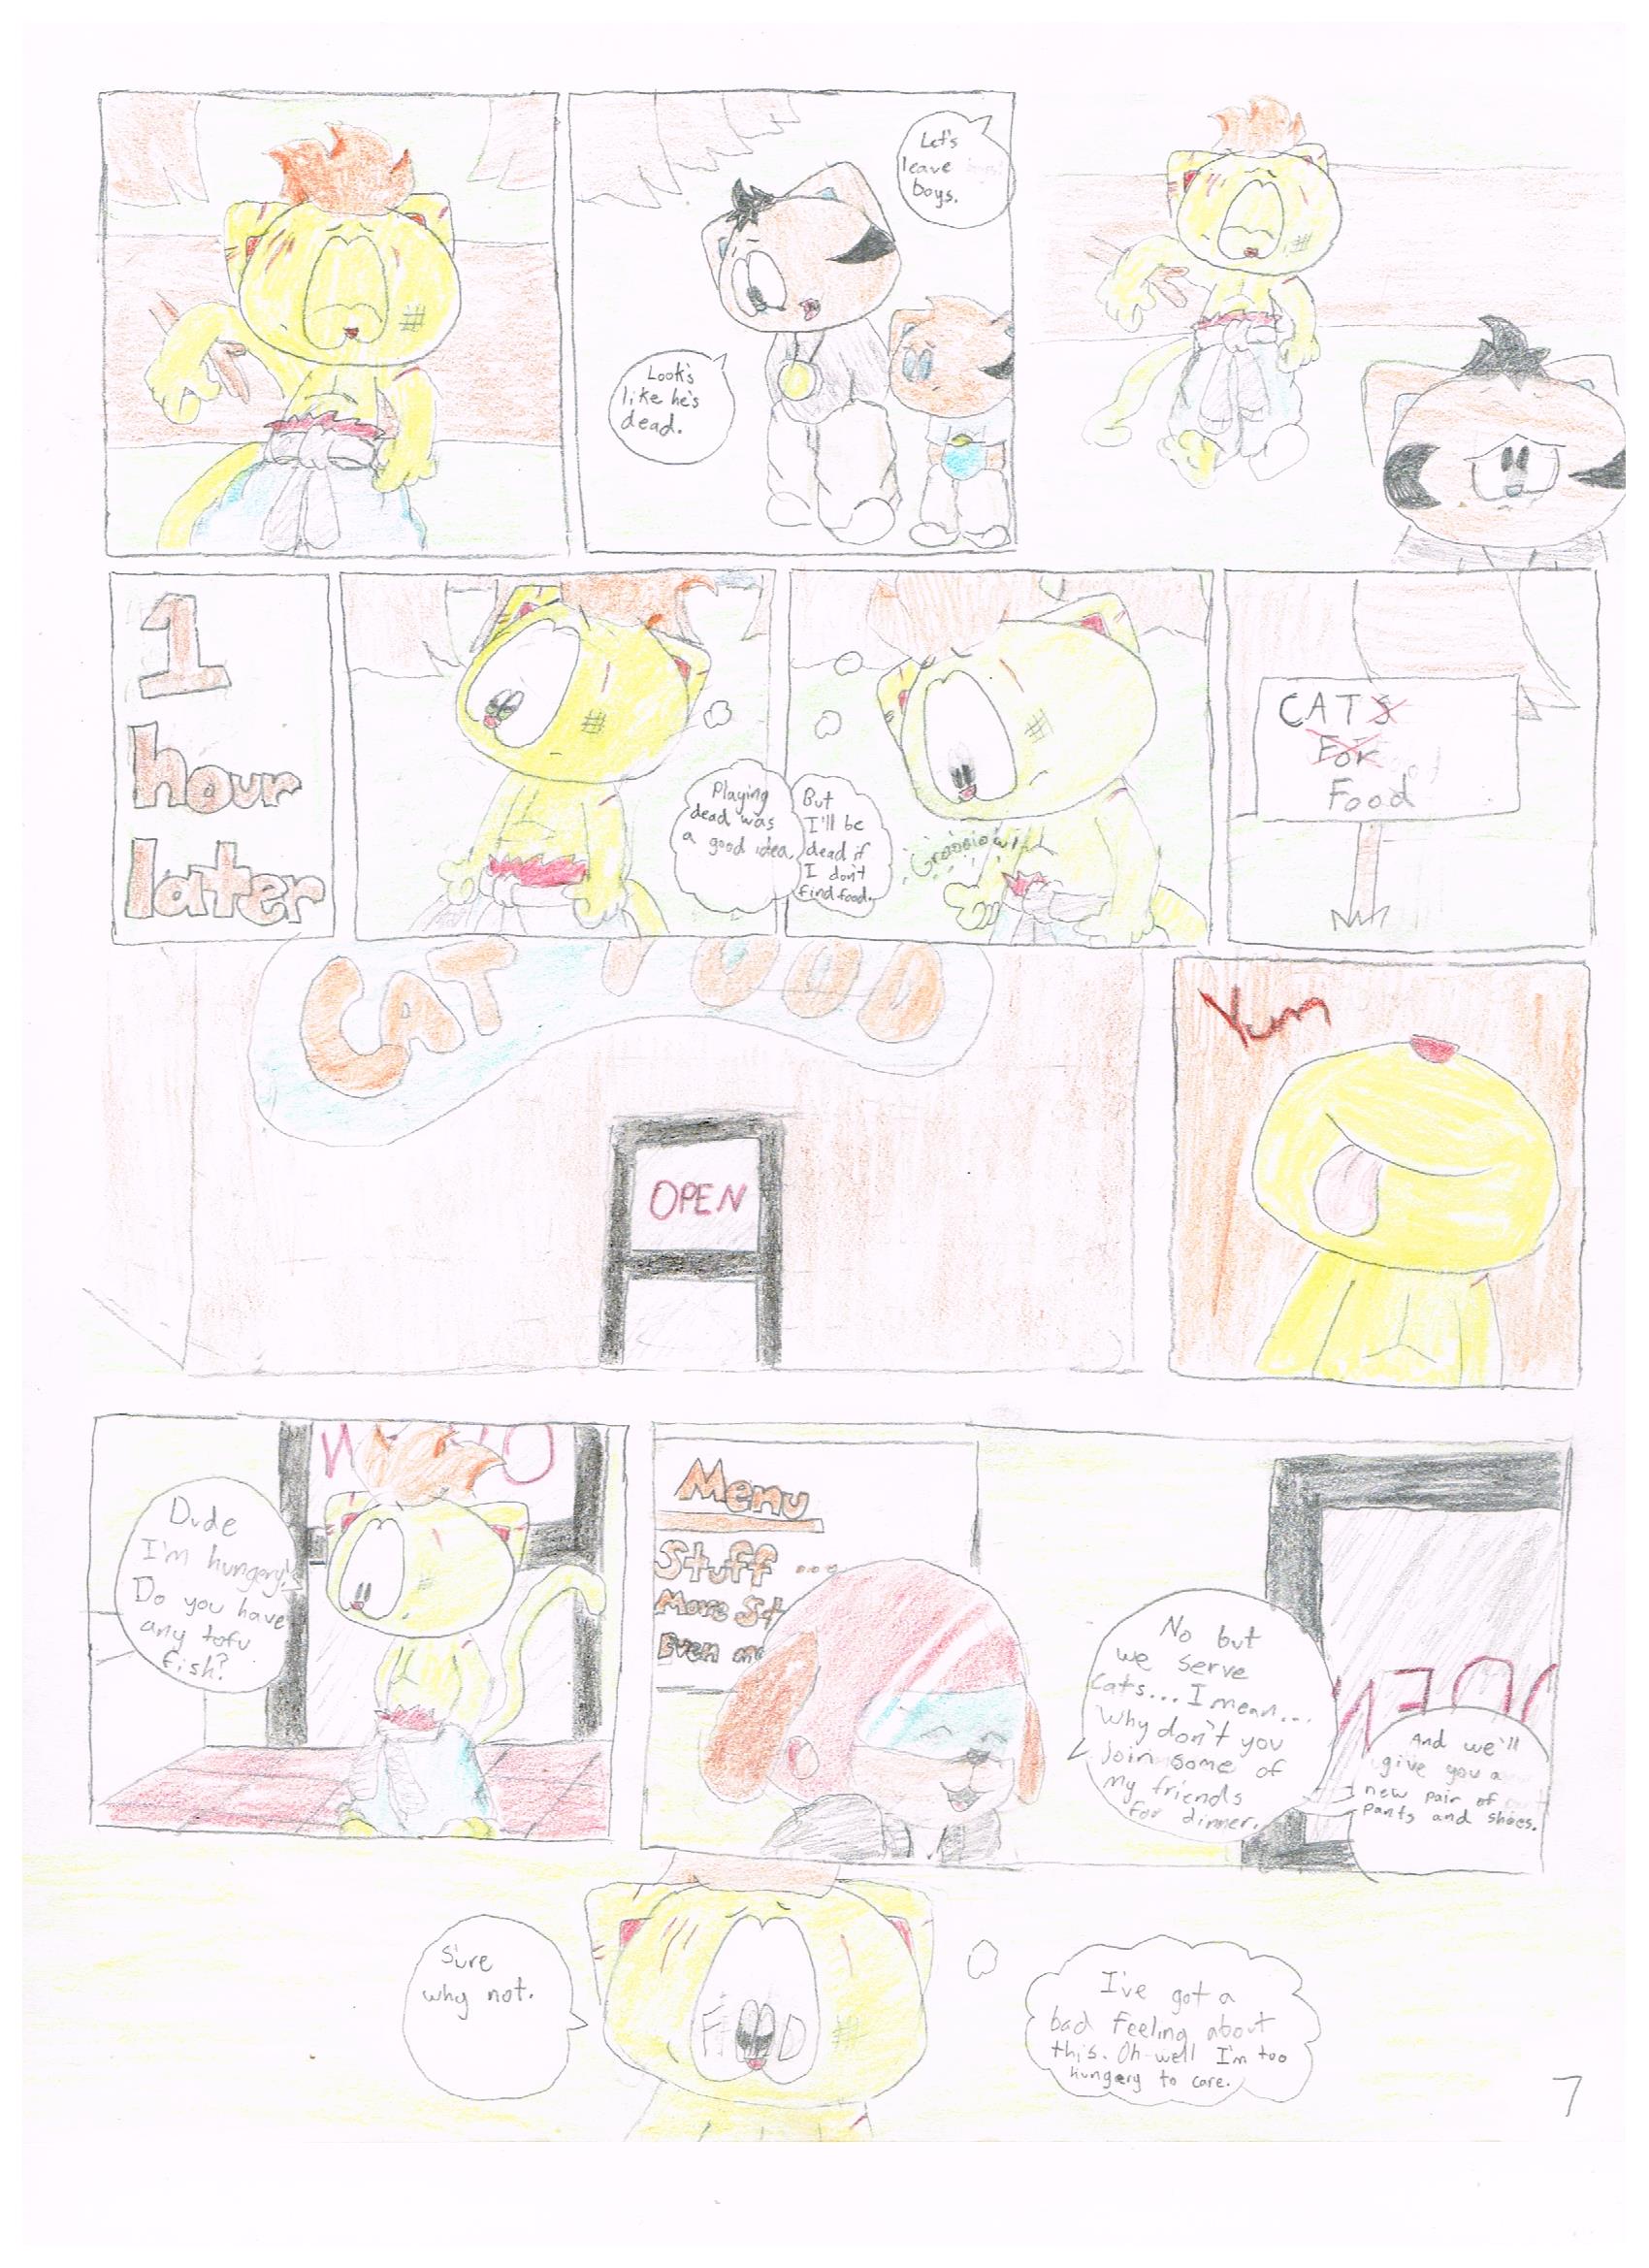 Let's
leave
boys.
Look's
like he's
dead.
1
hour
later
Playing
dead was
a good idea.
But
I'll be
dead if
I don't
find food.
CATS
For
Food
CAT FOOD
OPEN
Yum
Dude
I'm hungry!
Do you have
any tofu
fish?
Menu
Stuff ...
More St
Even mo
No but
we serve
Cats... I mean...
Why don't you
join some of
my friends
for dinner.
And we'll
give you a
new pair of
pants and shoes.
Sure
why not.
FOOD
I've got a
bad feeling about
this. Oh well I'm too
hungery to care.
7